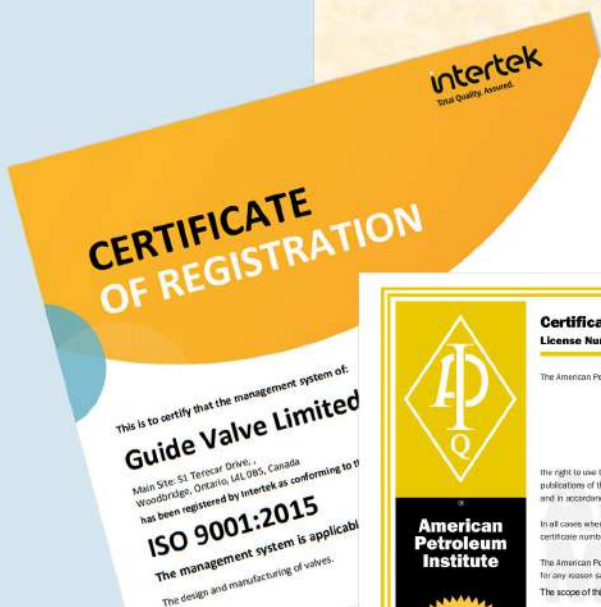 intertek
Total Quality. Assured.
CERTIFICATE
OF REGISTRATION
This is to certify that the management system of:
Guide Valve Limited
Main Site: 51 Terecar Drive, ,
Woodbridge, Ontario, L4L 0B5, Canada
has been registered by Intertek as conforming to th
ISO 9001:2015
The management system is applicabl
The design and manufacturing of valves.
API
Q
®
American
Petroleum
Institute
Certifica
License Nu
The American Pe
the right to use t
publications of th
and in accordanc
In all cases wher
certificate numb
The American Pe
for any reason sa
The scope of thi